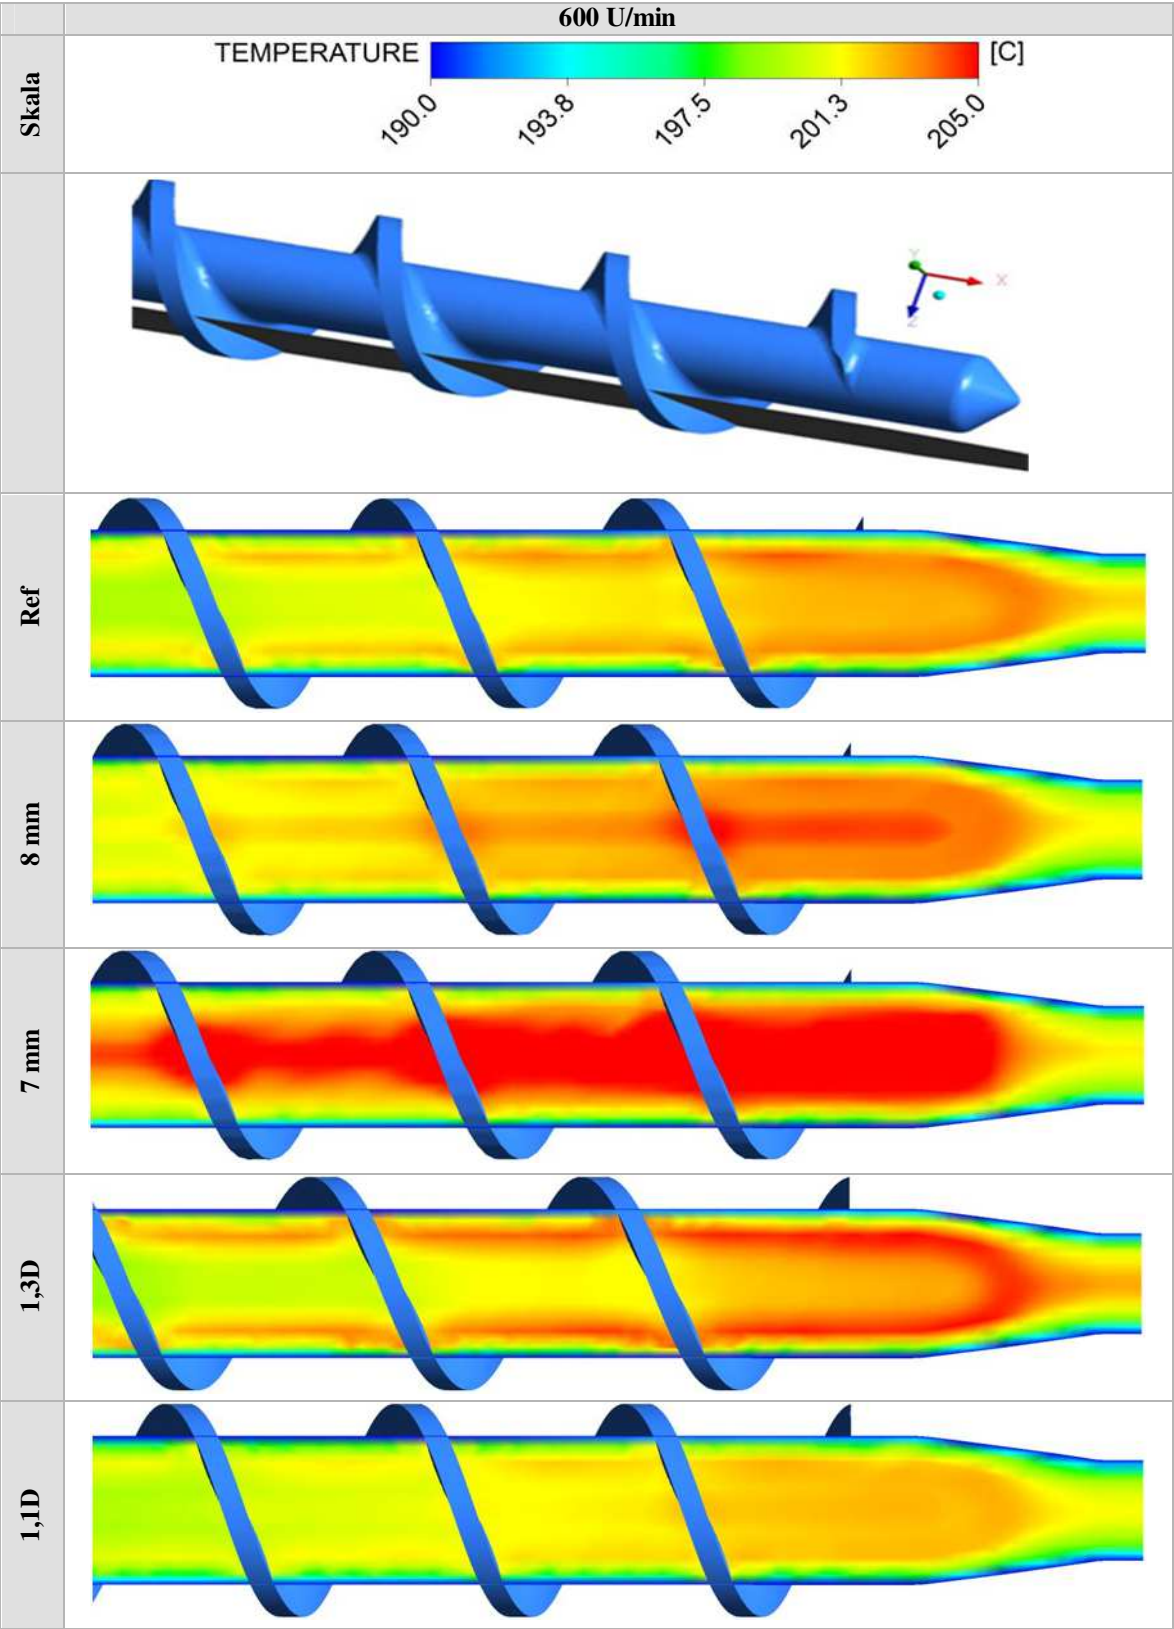 600 U/min
Skala
TEMPERATURE
[C]
190.0
193.8
197.5
201.3
205.0
Y
X
Z
Ref
8 mm
7 mm
1,3D
1,1D